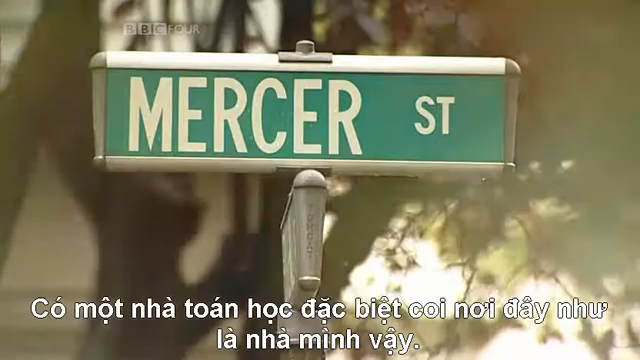 BBC FOUR
MERCER ST
Có một nhà toán học đặc biệt coi nơi đây như
là nhà mình vậy.